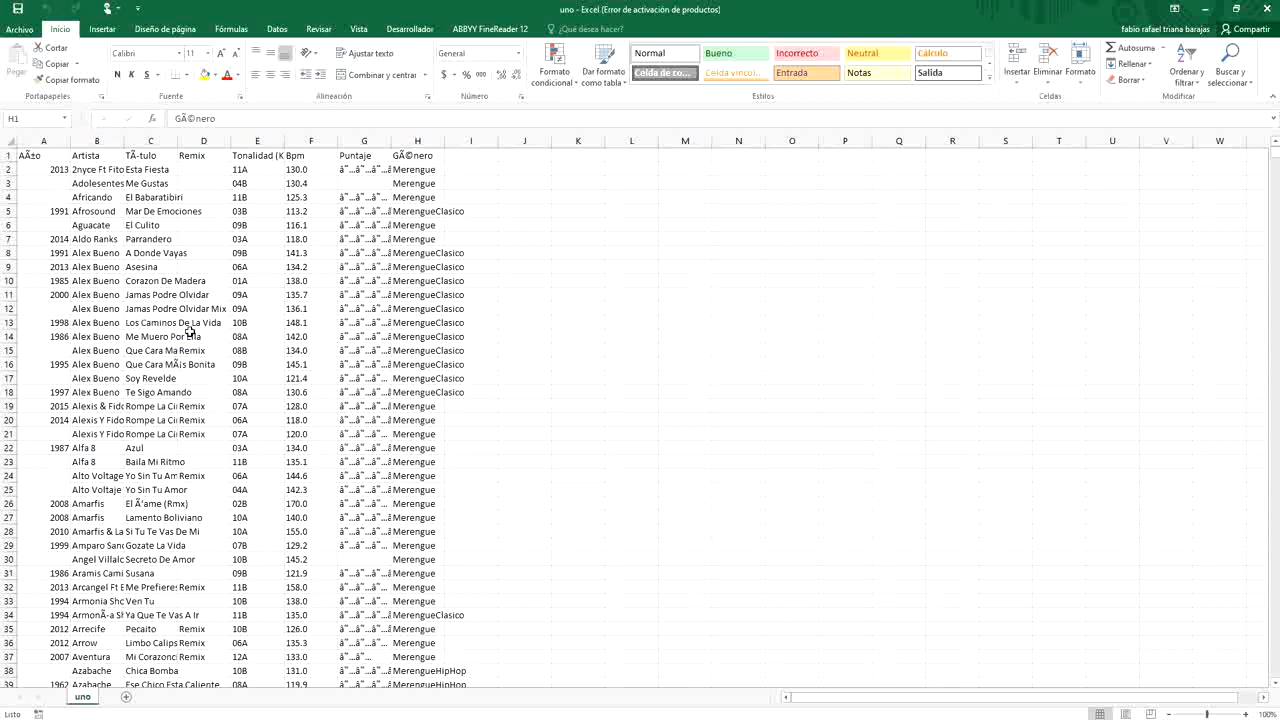 uno - Excel (Error de activación de productos)
Archivo Inicio Insertar Diseño de página Fórmulas Datos Revisar Vista Desarrollador ABBYY FineReader 12 ¿Qué desea hacer? fabio rafael triana barajas Compartir
Pegar Cortar Copiar Copiar formato Portapapeles
Calibri 11 N K S Fuente
Ajustar texto Combinar y centrar Alineación
General $ % 000 Número
Formato condicional Dar formato como tabla
Normal Bueno Incorrecto Neutral Cálculo
Celda de co... Celda vincul... Entrada Notas Salida
Estilos
Insertar Eliminar Formato Celdas
Autosuma Rellenar Borrar Ordenar y filtrar Buscar y seleccionar Modificar
H1 GÃ©nero
A B C D E F G H I J K L M N O P Q R S T U V W
1 AÃ±o Artista TÃ­tulo Remix Tonalidad (K Bpm Puntaje GÃ©nero
2 2013 2nyce Ft Fito Esta Fiesta 11A 130.0 â˜…â˜…â˜…â Merengue
3 Adolesentes Me Gustas 04B 130.4 Merengue
4 Africando El Babaratibiri 11B 125.3 â˜…â˜…â˜… Merengue
5 1991 Afrosound Mar De Emociones 03B 113.2 â˜…â˜…â˜…â MerengueClasico
6 Aguacate El Culito 09B 116.1 â˜…â˜…â˜…â Merengue
7 2014 Aldo Ranks Parrandero 03A 118.0 â˜…â˜…â˜…â Merengue
8 1991 Alex Bueno A Donde Vayas 09B 141.3 â˜…â˜…â˜…â MerengueClasico
9 2013 Alex Bueno Asesina 06A 134.2 â˜…â˜…â˜…â MerengueClasico
10 1985 Alex Bueno Corazon De Madera 01A 138.0 â˜…â˜…â˜…â MerengueClasico
11 2000 Alex Bueno Jamas Podre Olvidar 09A 135.7 â˜…â˜…â˜…â MerengueClasico
12 Alex Bueno Jamas Podre Olvidar Mix 09A 136.1 â˜…â˜…â˜…â MerengueClasico
13 1998 Alex Bueno Los Caminos De La Vida 10B 148.1 â˜…â˜…â˜…â MerengueClasico
14 1986 Alex Bueno Me Muero Por Ella 08A 142.0 â˜…â˜…â˜…â MerengueClasico
15 Alex Bueno Que Cara Ma Remix 08B 134.0 â˜…â˜…â˜…â MerengueClasico
16 1995 Alex Bueno Que Cara MÃ¡s Bonita 09B 145.1 â˜…â˜…â˜…â MerengueClasico
17 Alex Bueno Soy Revelde 10A 121.4 â˜…â˜…â˜…â MerengueClasico
18 1997 Alex Bueno Te Sigo Amando 08A 130.6 â˜…â˜…â˜…â MerengueClasico
19 2015 Alexis & Fido Rompe La Ci Remix 07A 128.0 â˜…â˜…â˜…â Merengue
20 2014 Alexis Y Fido Rompe La Ci Remix 06A 118.0 â˜…â˜…â˜…â Merengue
21 Alexis Y Fido Rompe La Ci Remix 07A 120.0 â˜…â˜…â˜…â Merengue
22 1987 Alfa 8 Azul 03A 134.0 â˜…â˜…â˜…â Merengue
23 Alfa 8 Baila Mi Ritmo 11B 135.1 â˜…â˜…â˜…â Merengue
24 Alto Voltage Yo Sin Tu Am Remix 06A 144.6 â˜…â˜…â˜…â Merengue
25 Alto Voltaje Yo Sin Tu Amor 04A 142.3 â˜…â˜…â˜…â Merengue
26 2008 Amarfis El Ã‘ame (Rmx) 02B 170.0 â˜…â˜…â˜…â Merengue
27 2008 Amarfis Lamento Boliviano 10A 140.0 â˜…â˜…â˜…â Merengue
28 2010 Amarfis & La Si Tu Te Vas De Mi 10A 155.0 â˜…â˜…â˜…â Merengue
29 1999 Amparo Sand Gozate La Vida 07B 129.2 â˜…â˜…â˜…â Merengue
30 Angel Villalo Secreto De Amor 10B 145.2 Merengue
31 1986 Aramis Cami Susana 09B 121.9 â˜…â˜…â˜…â Merengue
32 2013 Arcangel Ft E Me Prefieres Remix 11B 158.0 â˜…â˜…â˜…â Merengue
33 1994 Armonia Sho Ven Tu 10B 138.0 â˜…â˜…â˜…â Merengue
34 1994 ArmonÃ­a Sh Ya Que Te Vas A Ir 11B 135.0 â˜…â˜…â˜…â MerengueClasico
35 2012 Arrecife Pecaito Remix 10B 126.0 â˜…â˜…â˜…â Merengue
36 2012 Arrow Limbo Calips Remix 06A 135.3 â˜…â˜…â˜…â Merengue
37 2007 Aventura Mi Corazonc Remix 12A 133.0 â˜…â˜… Merengue
38 Azabache Chica Bomba 10B 131.0 â˜…â˜…â˜…â MerengueHipHop
39 1962 Azabache Ese Chico Esta Caliente 08A 119.9 â˜…â˜…â˜…â MerengueHipHop
uno
Listo 100%